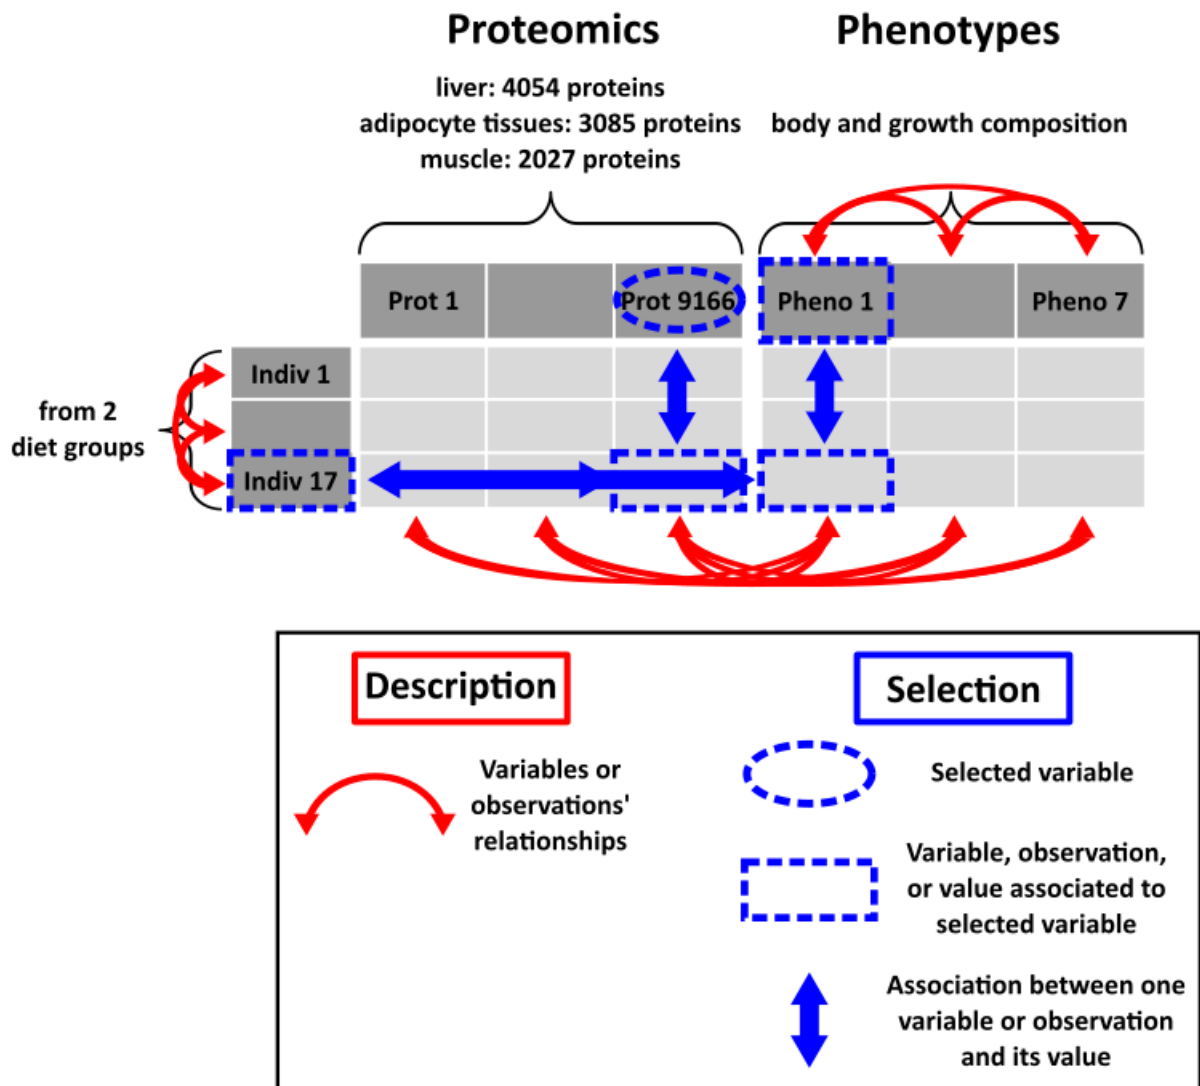 Proteomics
Phenotypes
liver: 4054 proteins
adipocyte tissues: 3085 proteins
muscle: 2027 proteins
body and growth composition
Prot 1
Prot 9166
Pheno 1
Pheno 7
Indiv 1
from 2
diet groups
Indiv 17
Description
Selection
Variables or
observations'
relationships
Selected variable
Variable, observation,
or value associated to
selected variable
Association between one
variable or observation
and its value